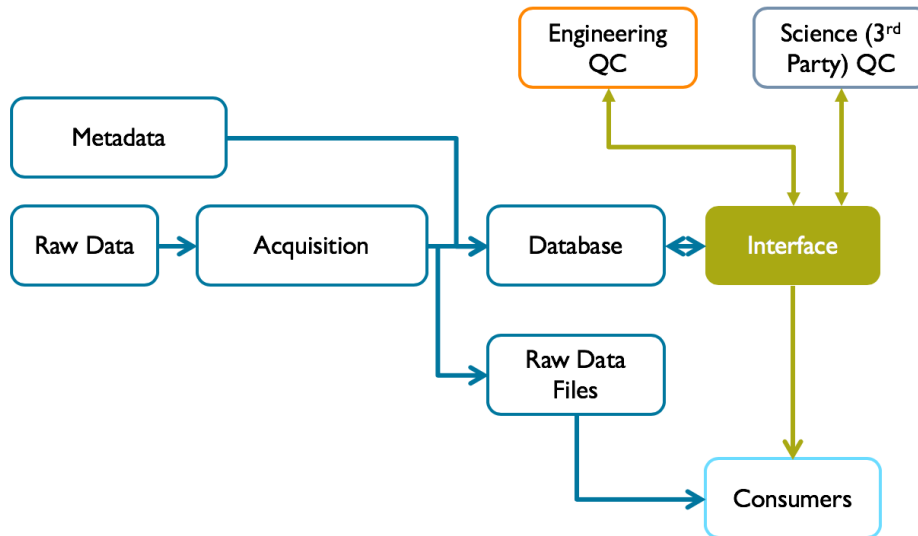 Engineering
QC
Science (3rd
Party) QC
Metadata
Raw Data
Acquisition
Database
Interface
Raw Data
Files
Consumers